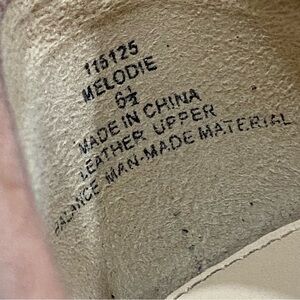 115125
MELODIE
6½
MADE IN CHINA
LEATHER UPPER
BALANCE MAN-MADE MATERIAL